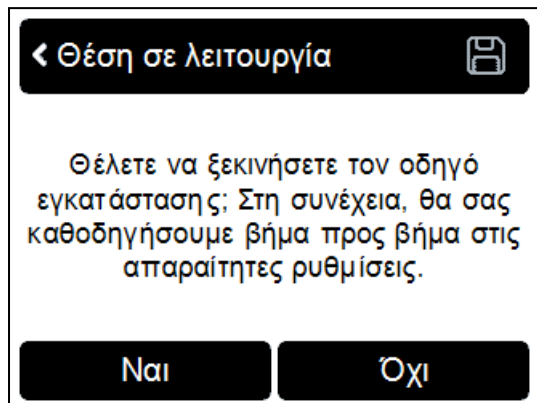 Θέση σε λειτουργία
Θέλετε να ξεκινήσετε τον οδηγό
εγκατάστασης; Στη συνέχεια, θα σας
καθοδηγήσουμε βήμα προς βήμα στις
απαραίτητες ρυθμίσεις.
Ναι Όχι